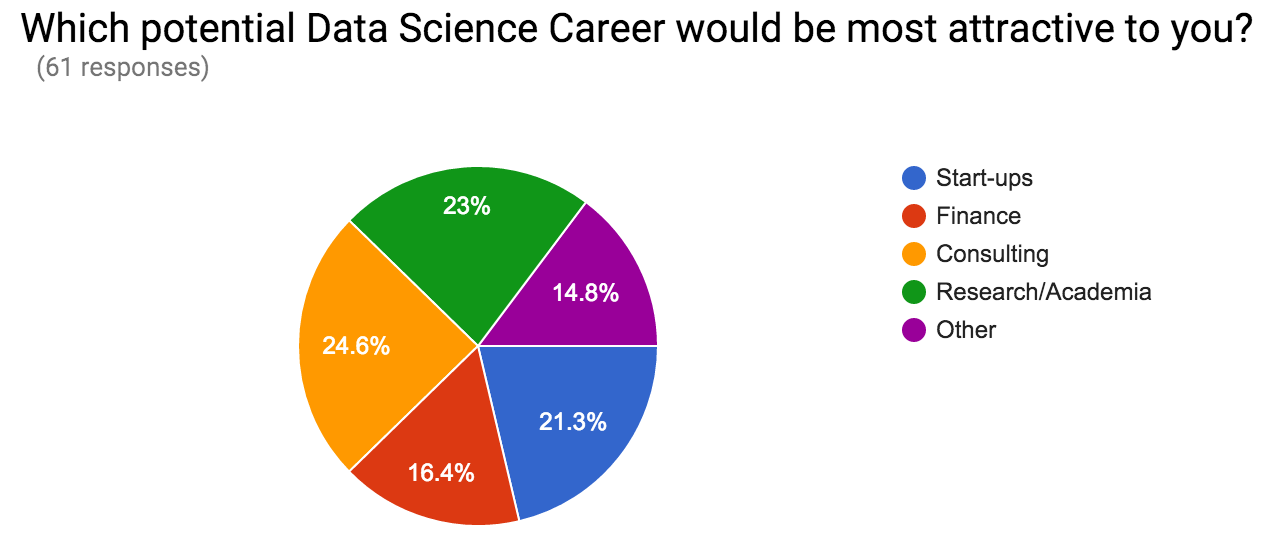 Which potential Data Science Career would be most attractive to you?
(61 responses)
23%
14.8%
24.6%
21.3%
16.4%
Start-ups
Finance
Consulting
Research/Academia
Other